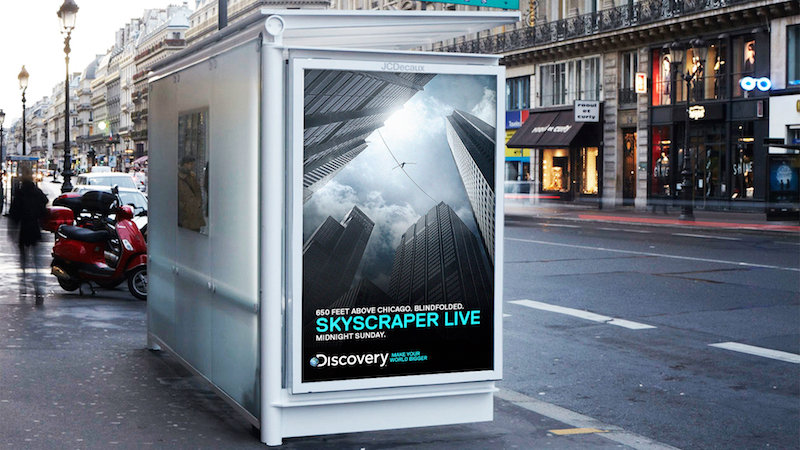 JCDecaux
650 FEET ABOVE CHICAGO. BLINDFOLDED.
SKYSCRAPER LIVE
MIDNIGHT SUNDAY.
Discovery
MAKE YOUR
WORLD BIGGER